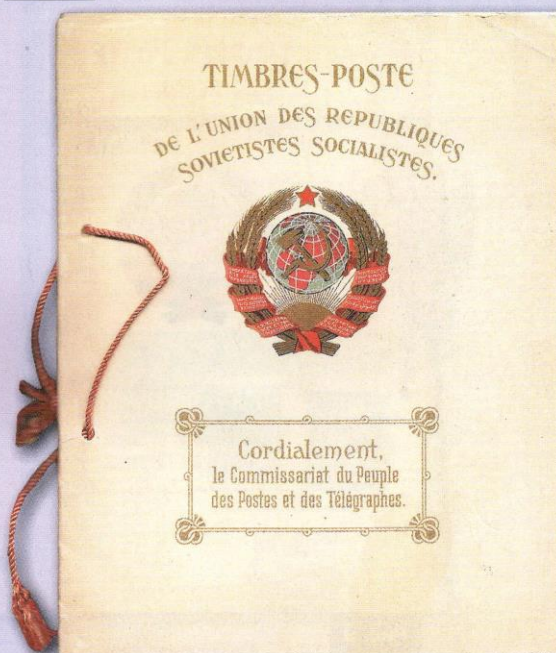 TIMBRES-POSTE
DE L'UNION DES REPUBLIQUES
SOVIETISTES SOCIALISTES.
Cordialement,
le Commissariat du Peuple
des Postes et des Télégraphes.